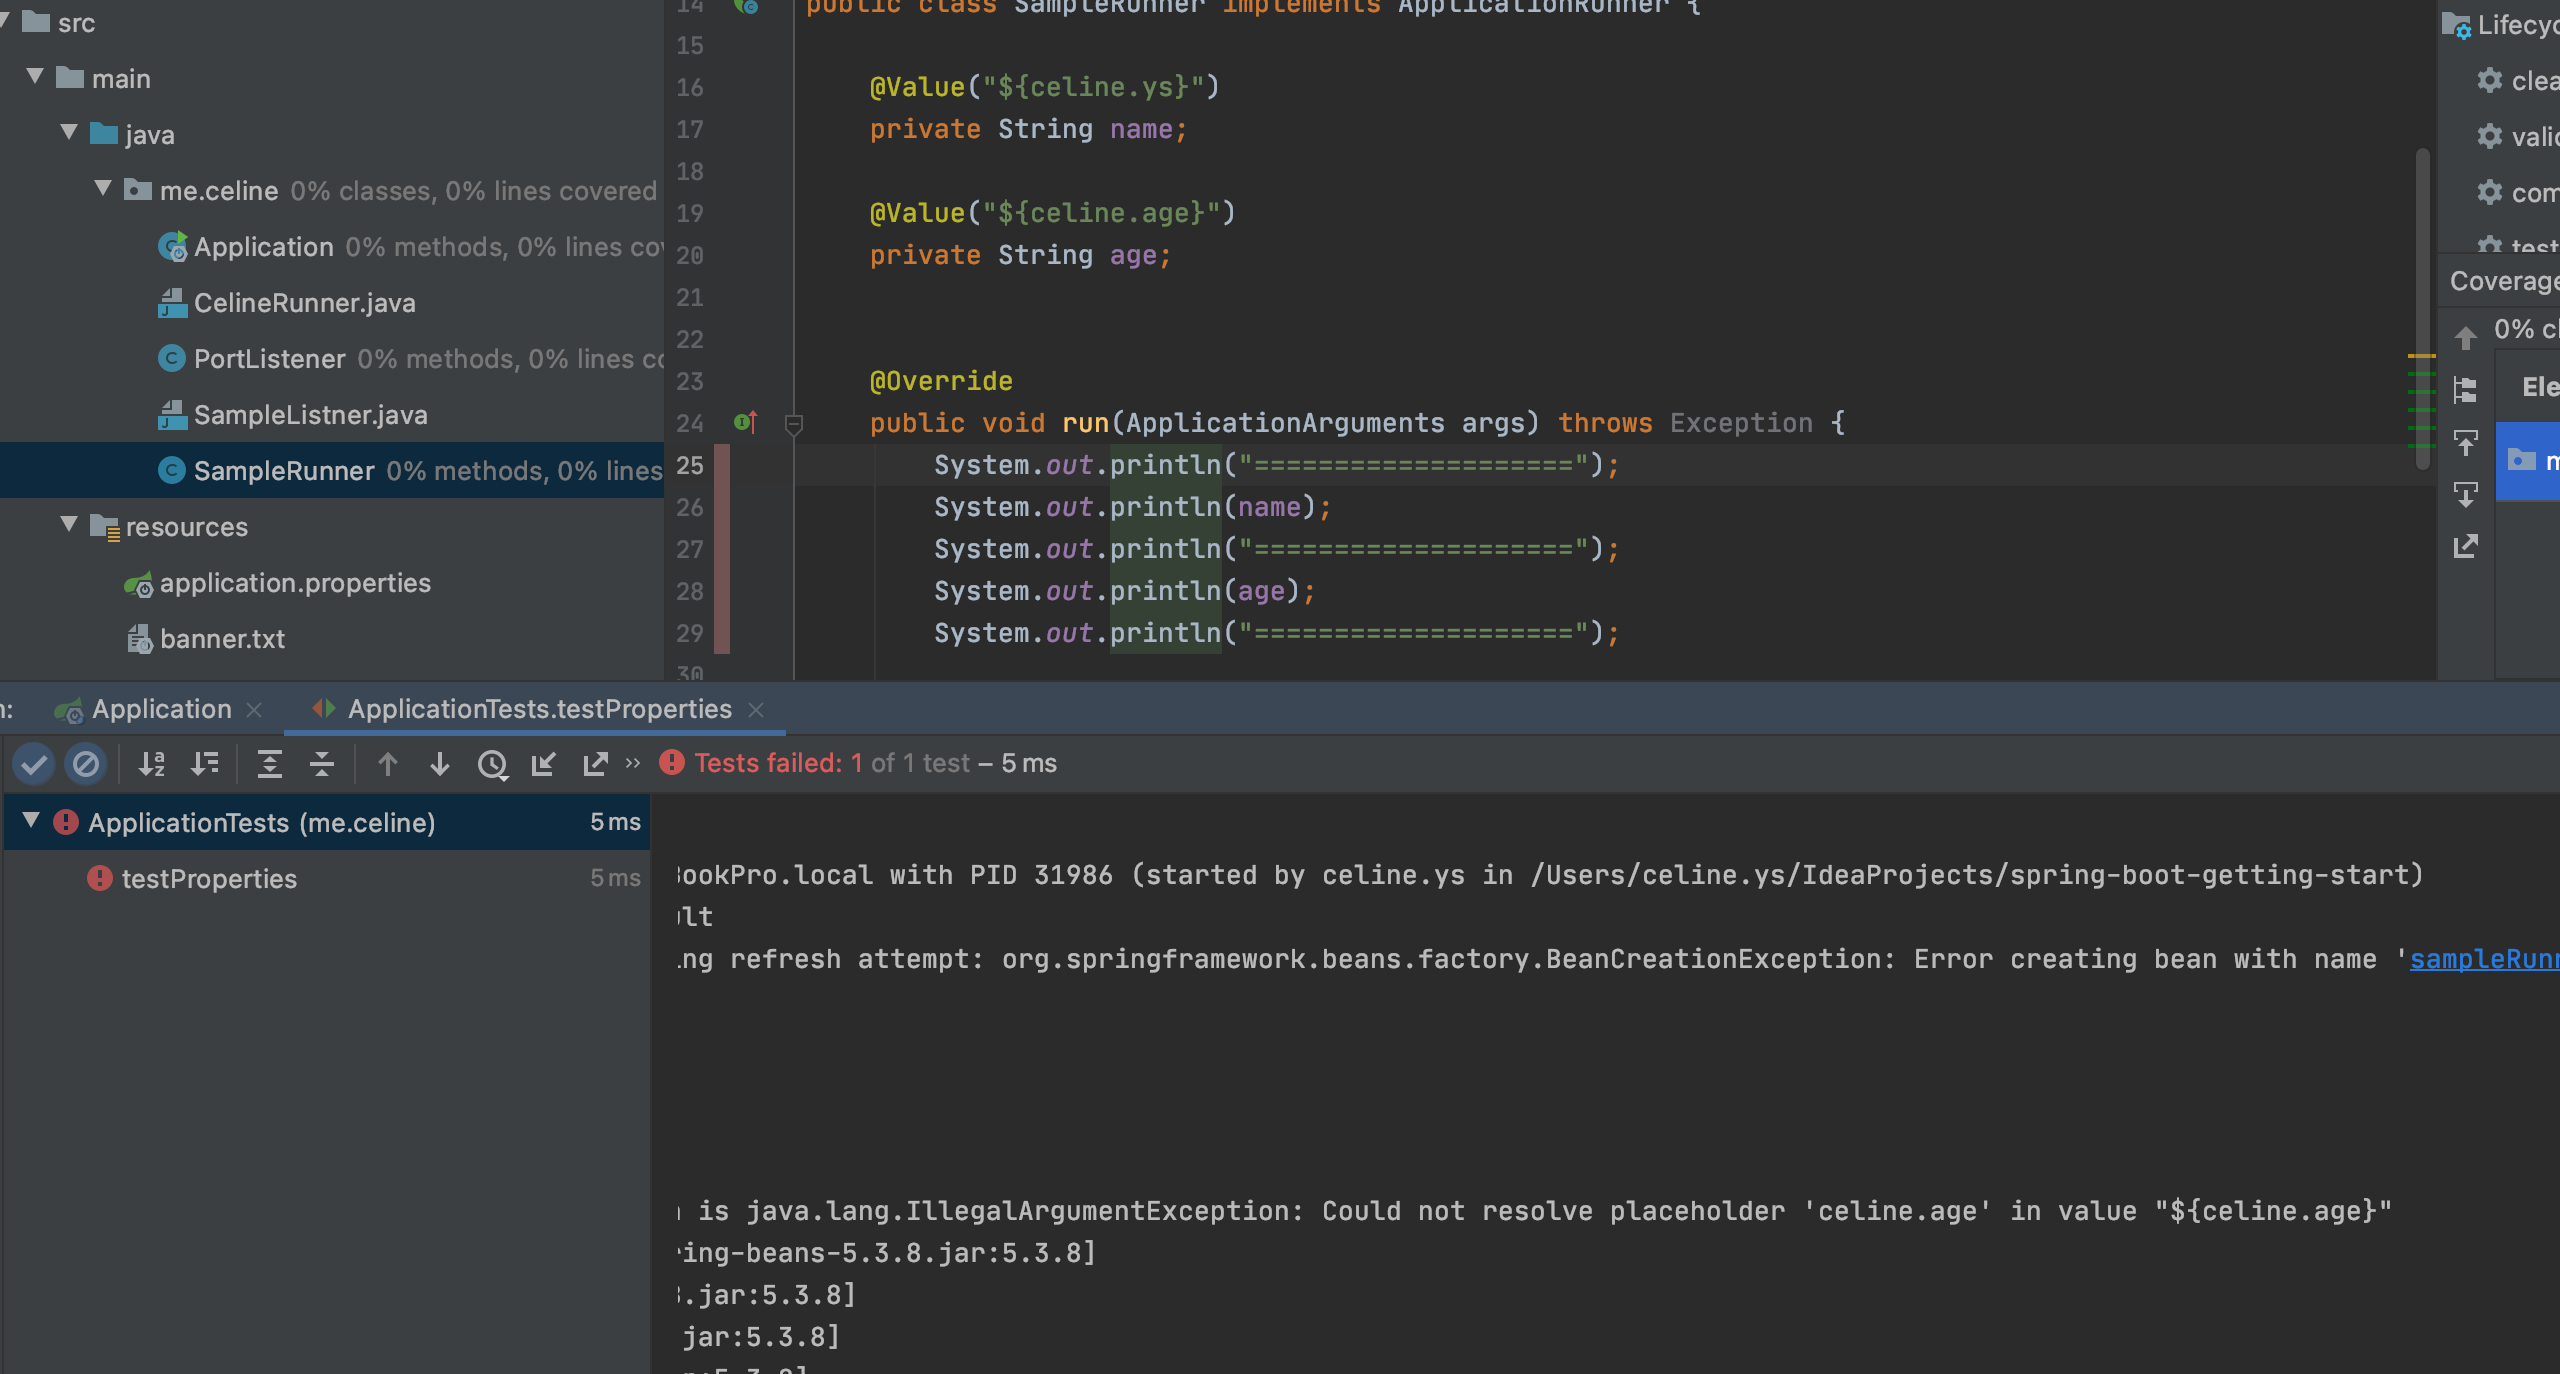 src
main
java
me.celine 0% classes, 0% lines covered
Application 0% methods, 0% lines cov
CelineRunner.java
PortListener 0% methods, 0% lines co
SampleListner.java
SampleRunner 0% methods, 0% lines
resources
application.properties
banner.txt
14 public class SampleRunner implements ApplicationRunner {
15
16 @Value("${celine.ys}")
17 private String name;
18
19 @Value("${celine.age}")
20 private String age;
21
22
23 @Override
24 public void run(ApplicationArguments args) throws Exception {
25 System.out.println("====================");
26 System.out.println(name);
27 System.out.println("====================");
28 System.out.println(age);
29 System.out.println("====================");
30
Lifecyc
clea
valid
com
test
Coverage
0% cl
Ele
m
n: Application ApplicationTests.testProperties
Tests failed: 1 of 1 test – 5 ms
ApplicationTests (me.celine) 5 ms
testProperties 5 ms
BookPro.local with PID 31986 (started by celine.ys in /Users/celine.ys/IdeaProjects/spring-boot-getting-start)
ult
ing refresh attempt: org.springframework.beans.factory.BeanCreationException: Error creating bean with name 'sampleRunn
n is java.lang.IllegalArgumentException: Could not resolve placeholder 'celine.age' in value "${celine.age}"
ring-beans-5.3.8.jar:5.3.8]
.jar:5.3.8]
jar:5.3.8]